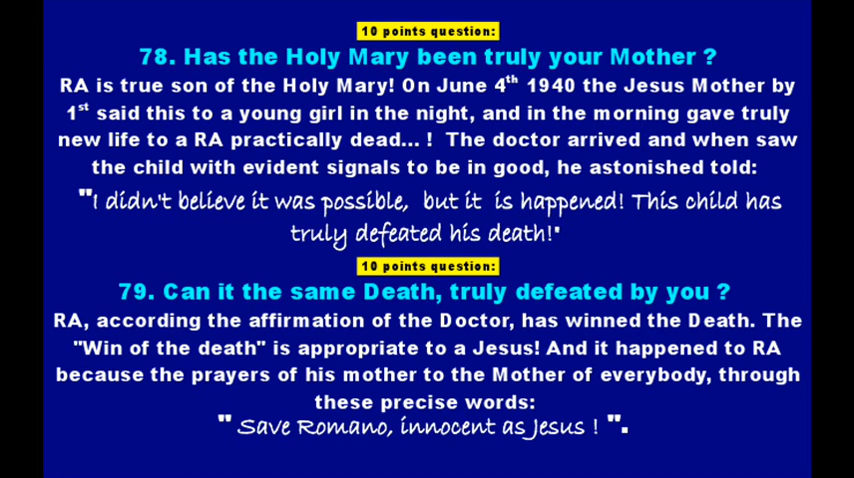 10 points question:
78. Has the Holy Mary been truly your Mother ?
RA is true son of the Holy Mary! On June 4th 1940 the Jesus Mother by
1st said this to a young girl in the night, and in the morning gave truly
new life to a RA practically dead... ! The doctor arrived and when saw
the child with evident signals to be in good, he astonished told:
"I didn't believe it was possible, but it is happened! This child has
truly defeated his death!"
10 points question:
79. Can it the same Death, truly defeated by you ?
RA, according the affirmation of the Doctor, has winned the Death. The
"Win of the death" is appropriate to a Jesus! And it happened to RA
because the prayers of his mother to the Mother of everybody, through
these precise words:
" Save Romano, innocent as Jesus ! ".